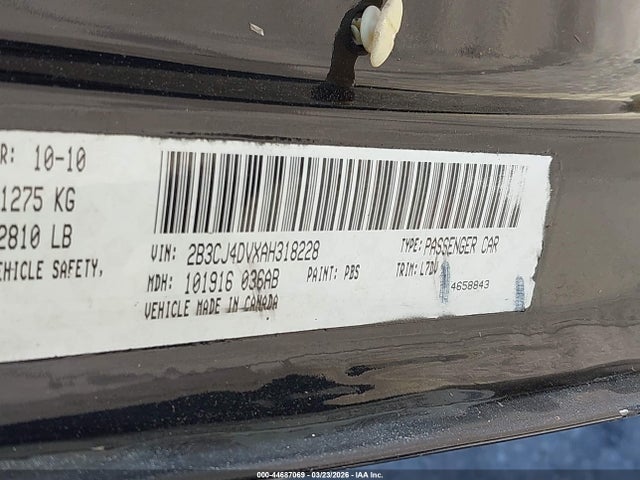 R: 10-10
1275 KG
2810 LB
EHICLE SAFETY,
VIN: 2B3CJ4DVXAH318228
TYPE: PASSENGER CAR
MDH: 101916 036AB
PAINT: PBS
TRIM: L7DV
4658843
VEHICLE MADE IN CANADA
000-44687069 - 03/23/2026 - IAA Inc.